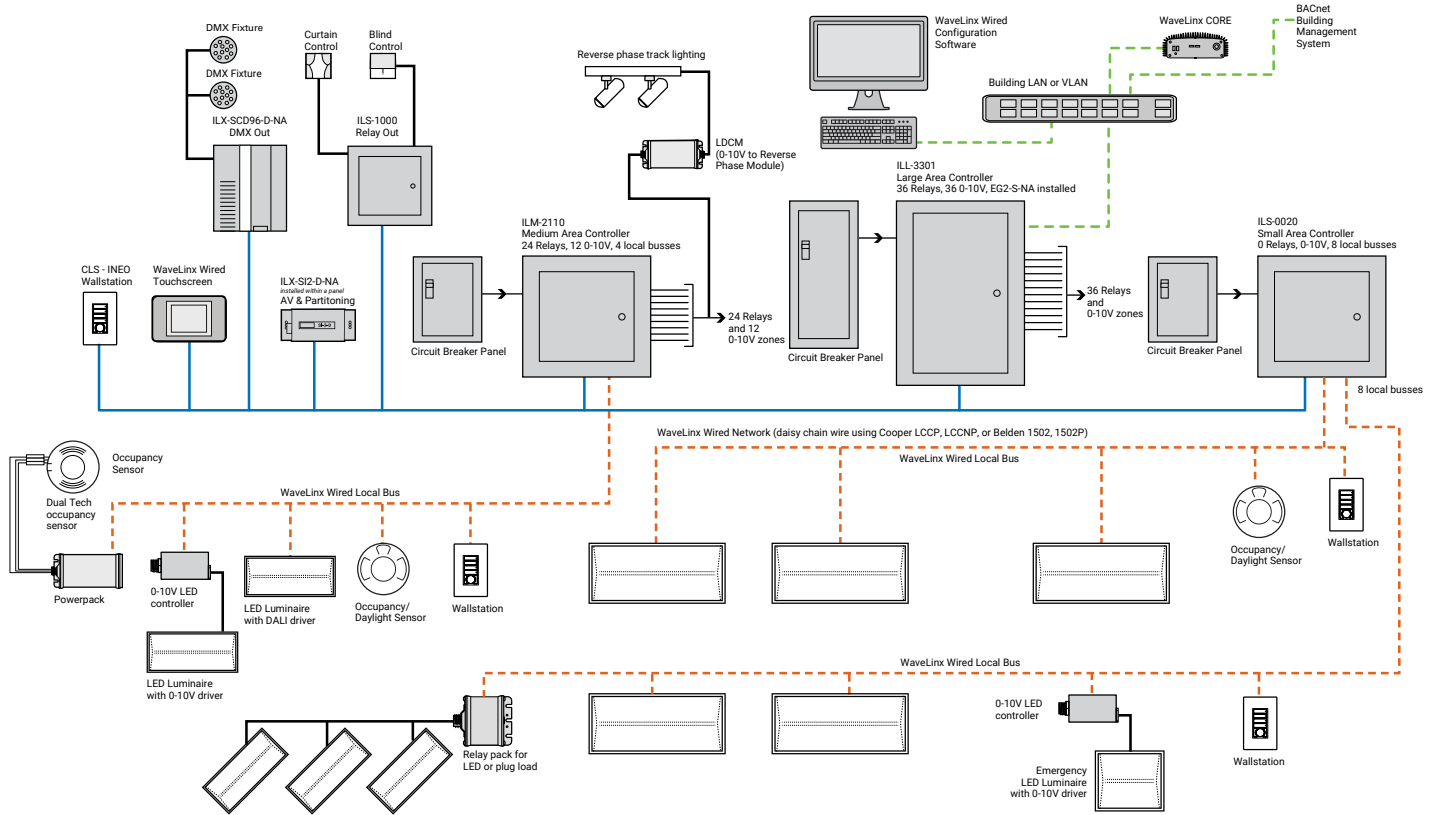 DMX Fixture
DMX Fixture
ILX-SCD96-D-NA
DMX Out
Curtain
Control
Blind
Control
ILS-1000
Relay Out
Reverse phase track lighting
LDCM
(0-10V to Reverse
Phase Module)
WaveLinx Wired
Configuration
Software
WaveLinx CORE
BACnet
Building
Management
System
Building LAN or VLAN
ILL-3301
Large Area Controller
36 Relays, 36 0-10V, EG2-S-NA installed
ILM-2110
Medium Area Controller
24 Relays, 12 0-10V, 4 local busses
ILS-0020
Small Area Controller
0 Relays, 0-10V, 8 local busses
CLS - INEO
Wallstation
WaveLinx Wired
Touchscreen
ILX-SI2-D-NA
installed within a panel
AV & Partitoning
Circuit Breaker Panel
24 Relays
and 12
0-10V zones
Circuit Breaker Panel
36 Relays
and
0-10V zones
Circuit Breaker Panel
8 local busses
WaveLinx Wired Network (daisy chain wire using Cooper LCCP, LCCNP, or Belden 1502, 1502P)
WaveLinx Wired Local Bus
Occupancy
Sensor
Dual Tech
occupancy
sensor
WaveLinx Wired Local Bus
Powerpack
0-10V LED
controller
LED Luminaire
with DALI driver
Occupancy/
Daylight Sensor
Wallstation
LED Luminaire
with 0-10V driver
Occupancy/
Daylight Sensor
Wallstation
WaveLinx Wired Local Bus
Relay pack for
LED or plug load
0-10V LED
controller
Emergency
LED Luminaire
with 0-10V driver
Wallstation